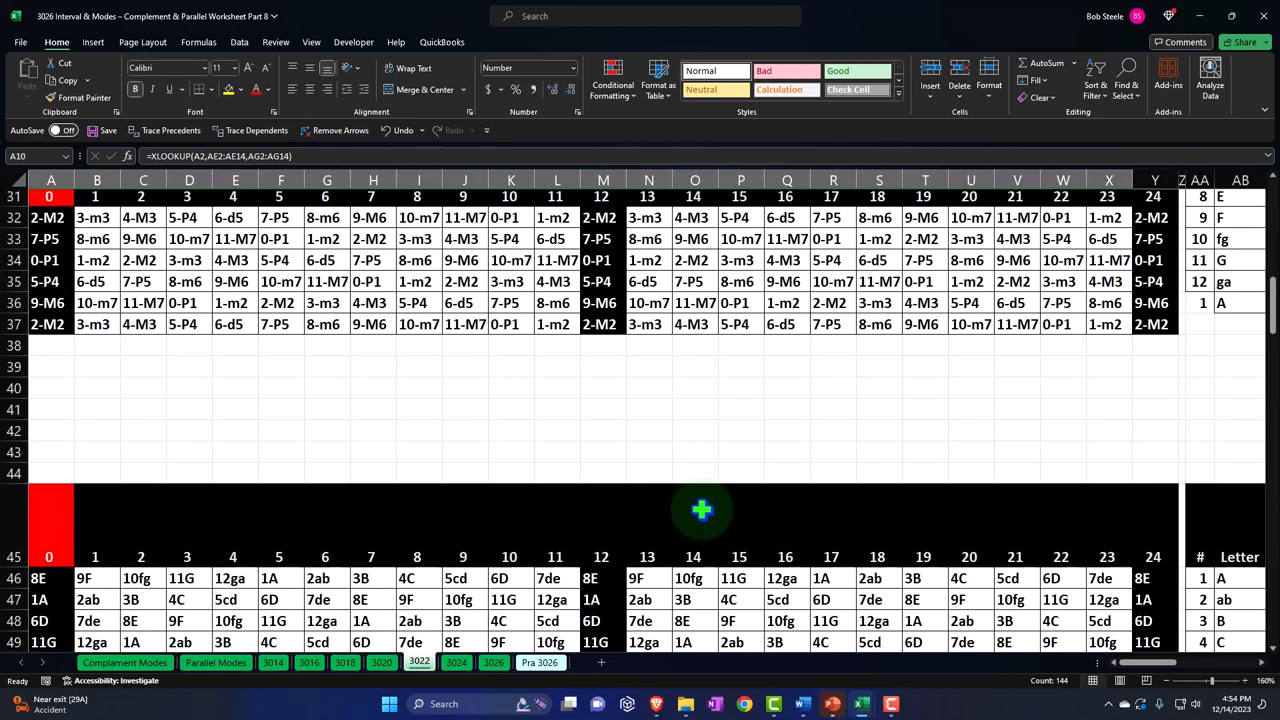 3026 Interval & Modes – Complement & Parallel Worksheet Part 8
Search
Bob Steele BS
File Home Insert Page Layout Formulas Data Review View Developer Help QuickBooks Comments Share
Paste Cut Copy Format Painter Clipboard
Calibri 11 Font
Wrap Text Merge & Center Alignment
Number Number
Conditional Formatting Format as Table Normal Bad Good Neutral Calculation Check Cell Styles
Insert Delete Format Cells
AutoSum Fill Clear Sort & Filter Find & Select Editing
Add-ins Add-ins
Analyze Data
AutoSave Off Save Trace Precedents Trace Dependents Remove Arrows Undo Redo
A10 =XLOOKUP(A2,AE2:AE14,AG2:AG14)
A B C D E F G H I J K L M N O P Q R S T U V W X Y Z AA AB
31 0 1 2 3 4 5 6 7 8 9 10 11 12 13 14 15 16 17 18 19 20 21 22 23 24 8 E
32 2-M2 3-m3 4-M3 5-P4 6-d5 7-P5 8-m6 9-M6 10-m7 11-M7 0-P1 1-m2 2-M2 3-m3 4-M3 5-P4 6-d5 7-P5 8-m6 9-M6 10-m7 11-M7 0-P1 1-m2 2-M2 9 F
33 7-P5 8-m6 9-M6 10-m7 11-M7 0-P1 1-m2 2-M2 3-m3 4-M3 5-P4 6-d5 7-P5 8-m6 9-M6 10-m7 11-M7 0-P1 1-m2 2-M2 3-m3 4-M3 5-P4 6-d5 7-P5 10 fg
34 0-P1 1-m2 2-M2 3-m3 4-M3 5-P4 6-d5 7-P5 8-m6 9-M6 10-m7 11-M7 0-P1 1-m2 2-M2 3-m3 4-M3 5-P4 6-d5 7-P5 8-m6 9-M6 10-m7 11-M7 0-P1 11 G
35 5-P4 6-d5 7-P5 8-m6 9-M6 10-m7 11-M7 0-P1 1-m2 2-M2 3-m3 4-M3 5-P4 6-d5 7-P5 8-m6 9-M6 10-m7 11-M7 0-P1 1-m2 2-M2 3-m3 4-M3 5-P4 12 ga
36 9-M6 10-m7 11-M7 0-P1 1-m2 2-M2 3-m3 4-M3 5-P4 6-d5 7-P5 8-m6 9-M6 10-m7 11-M7 0-P1 1-m2 2-M2 3-m3 4-M3 5-P4 6-d5 7-P5 8-m6 9-M6 1 A
37 2-M2 3-m3 4-M3 5-P4 6-d5 7-P5 8-m6 9-M6 10-m7 11-M7 0-P1 1-m2 2-M2 3-m3 4-M3 5-P4 6-d5 7-P5 8-m6 9-M6 10-m7 11-M7 0-P1 1-m2 2-M2
38
39
40
41
42
43
44
45 0 1 2 3 4 5 6 7 8 9 10 11 12 13 14 15 16 17 18 19 20 21 22 23 24 # Letter
46 8E 9F 10fg 11G 12ga 1A 2ab 3B 4C 5cd 6D 7de 8E 9F 10fg 11G 12ga 1A 2ab 3B 4C 5cd 6D 7de 8E 1 A
47 1A 2ab 3B 4C 5cd 6D 7de 8E 9F 10fg 11G 12ga 1A 2ab 3B 4C 5cd 6D 7de 8E 9F 10fg 11G 12ga 1A 2 ab
48 6D 7de 8E 9F 10fg 11G 12ga 1A 2ab 3B 4C 5cd 6D 7de 8E 9F 10fg 11G 12ga 1A 2ab 3B 4C 5cd 6D 3 B
49 11G 12ga 1A 2ab 3B 4C 5cd 6D 7de 8E 9F 10fg 11G 12ga 1A 2ab 3B 4C 5cd 6D 7de 8E 9F 10fg 11G 4 C
Complament Modes Parallel Modes 3014 3016 3018 3020 3022 3024 3026 Pra 3026
Ready Accessibility: Investigate Count: 144 160%
Near exit [29A]
Accident
Search
4:54 PM
12/14/2023